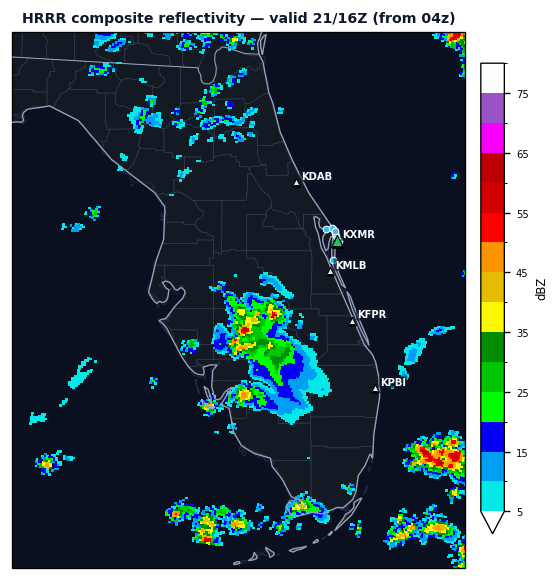 HRRR composite reflectivity — valid 21/16Z (from 04z)
KDAB
KXMR
KMLB
KFPR
KPBI
75
65
55
45
35
25
15
5
dBZ